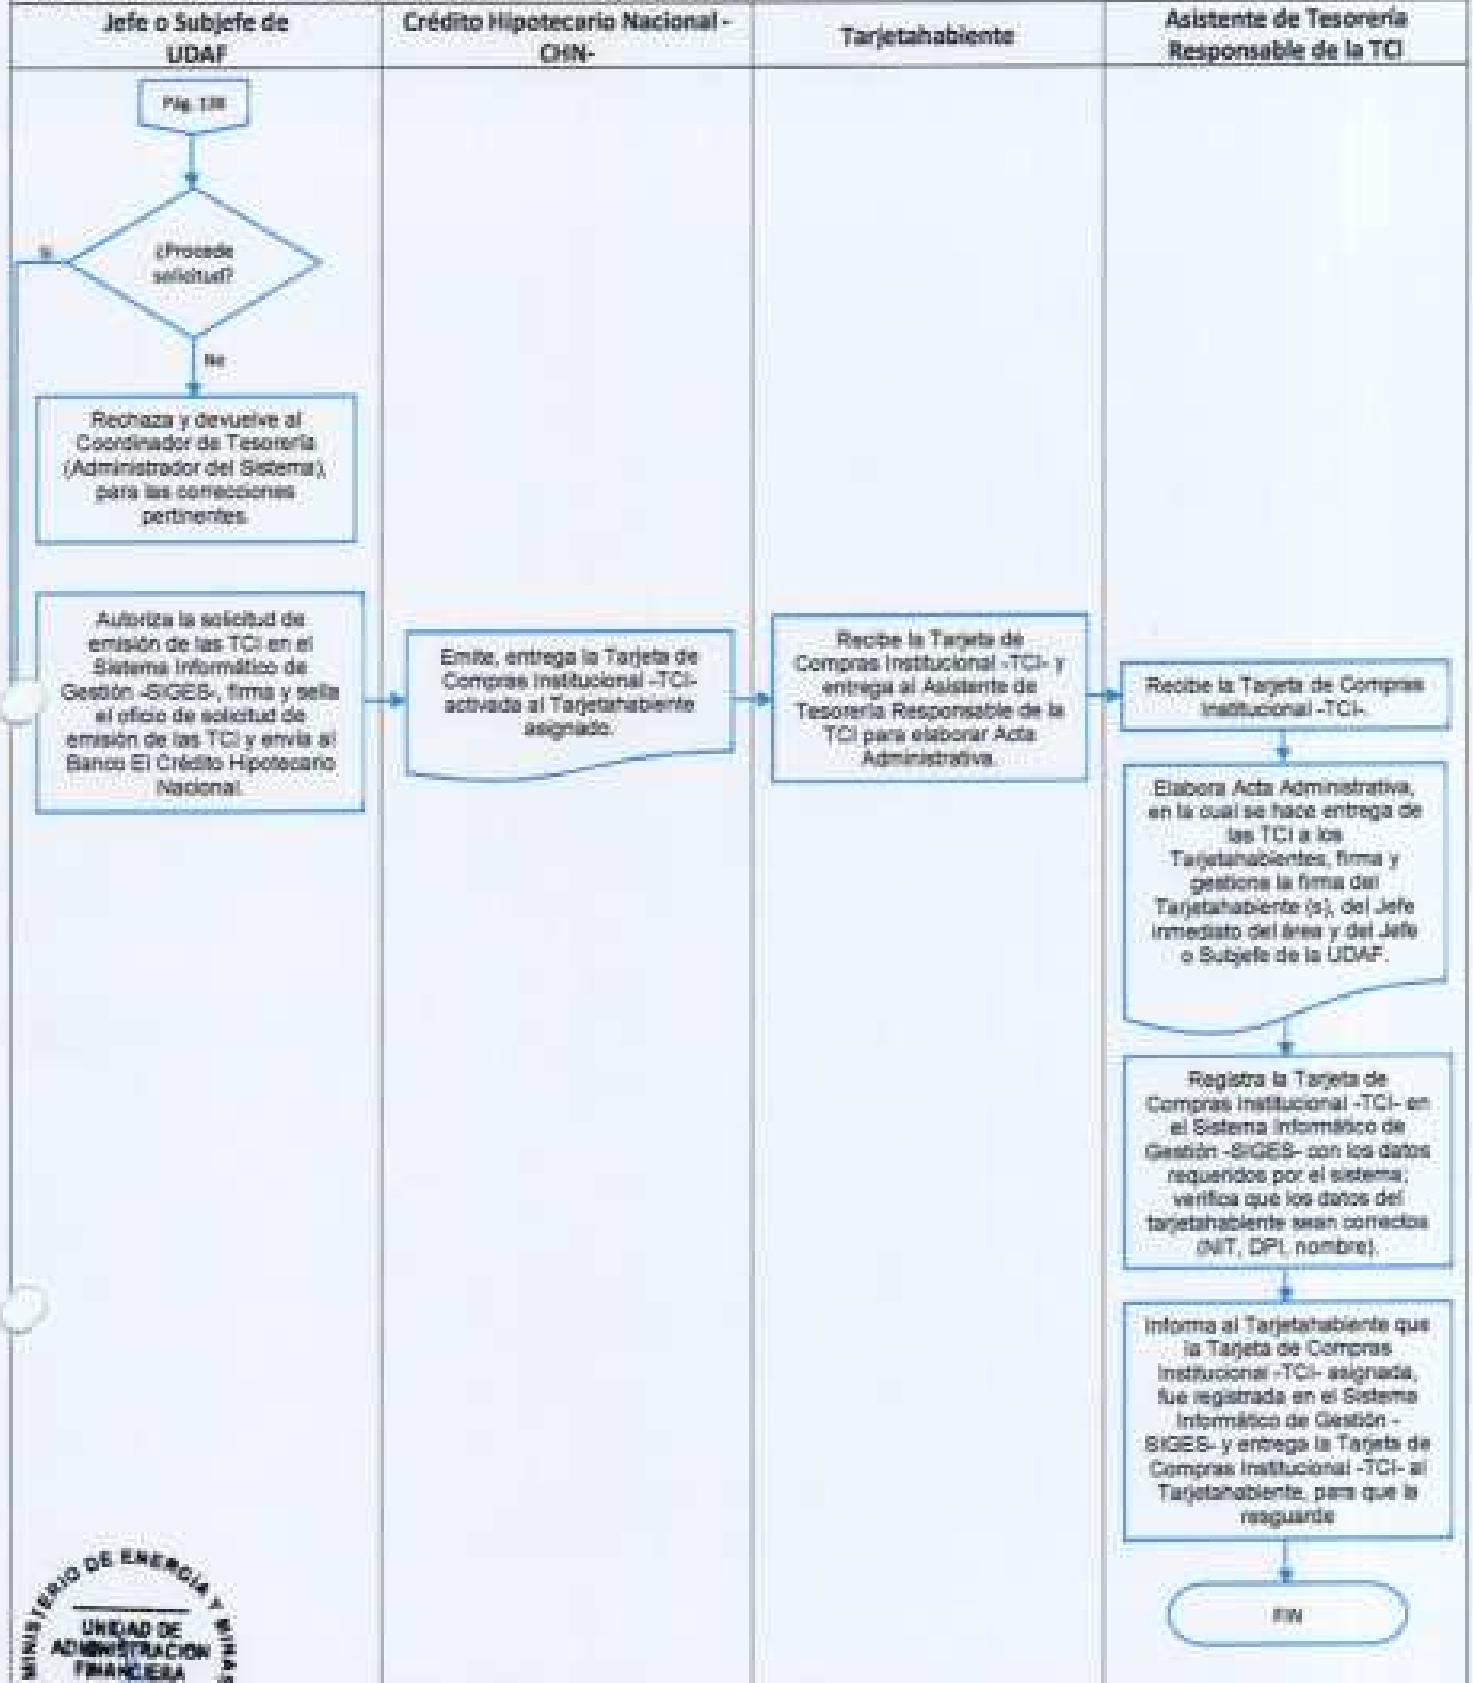 Jefe o Subjefe de
UDAF
Crédito Hipotecario Nacional -
CHN-
Tarjetahabiente
Asistente de Tesorería
Responsable de la TCI
Pág.
¿Procede
solicitud?
No
Rechaza y devuelve al
Coordinador de Tesorería
(Administrador del Sistema),
para las correcciones
pertinentes.
Autoriza la solicitud de
emisión de las TCI en el
Sistema Informático de
Gestión -SIGES-, firma y sella
el oficio de solicitud de
emisión de las TCI y envía al
Banco El Crédito Hipotecario
Nacional.
Emite, entrega la Tarjeta de
Compras Institucional -TCI-
activada al Tarjetahabiente
asignado.
Recibe la Tarjeta de
Compras Institucional -TCI- y
entrega al Asistente de
Tesorería Responsable de la
TCI para elaborar Acta
Administrativa.
Recibe la Tarjeta de Compras
Institucional -TCI-.
Elabora Acta Administrativa,
en la cual se hace entrega de
las TCI a los
Tarjetahabientes, firma y
gestiona la firma del
Tarjetahabiente (s), del Jefe
inmediato del área y del Jefe
o Subjefe de la UDAF.
Registra la Tarjeta de
Compras Institucional -TCI- en
el Sistema Informático de
Gestión -SIGES- con los datos
requeridos por el sistema;
verifica que los datos del
tarjetahabiente sean correctos
(NIT, DPI, nombre).
Informa al Tarjetahabiente que
la Tarjeta de Compras
Institucional -TCI- asignada,
fue registrada en el Sistema
Informático de Gestión -
SIGES- y entrega la Tarjeta de
Compras Institucional -TCI- al
Tarjetahabiente, para que la
resguarde
FIN
MINISTERIO DE ENERGÍA Y MINAS
UNIDAD DE
ADMINISTRACION
FINANCIERA